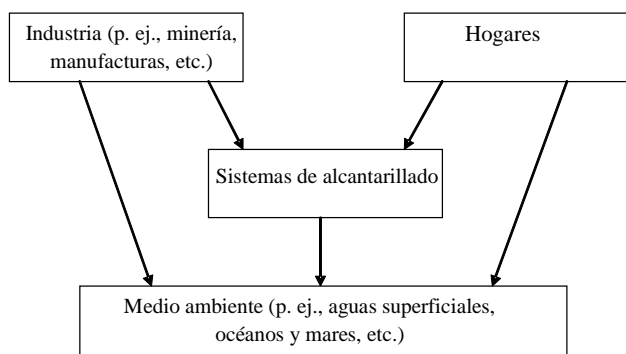 Industria (p. ej., minería,
manufacturas, etc.)
Hogares
Sistemas de alcantarillado
Medio ambiente (p. ej., aguas superficiales,
océanos y mares, etc.)